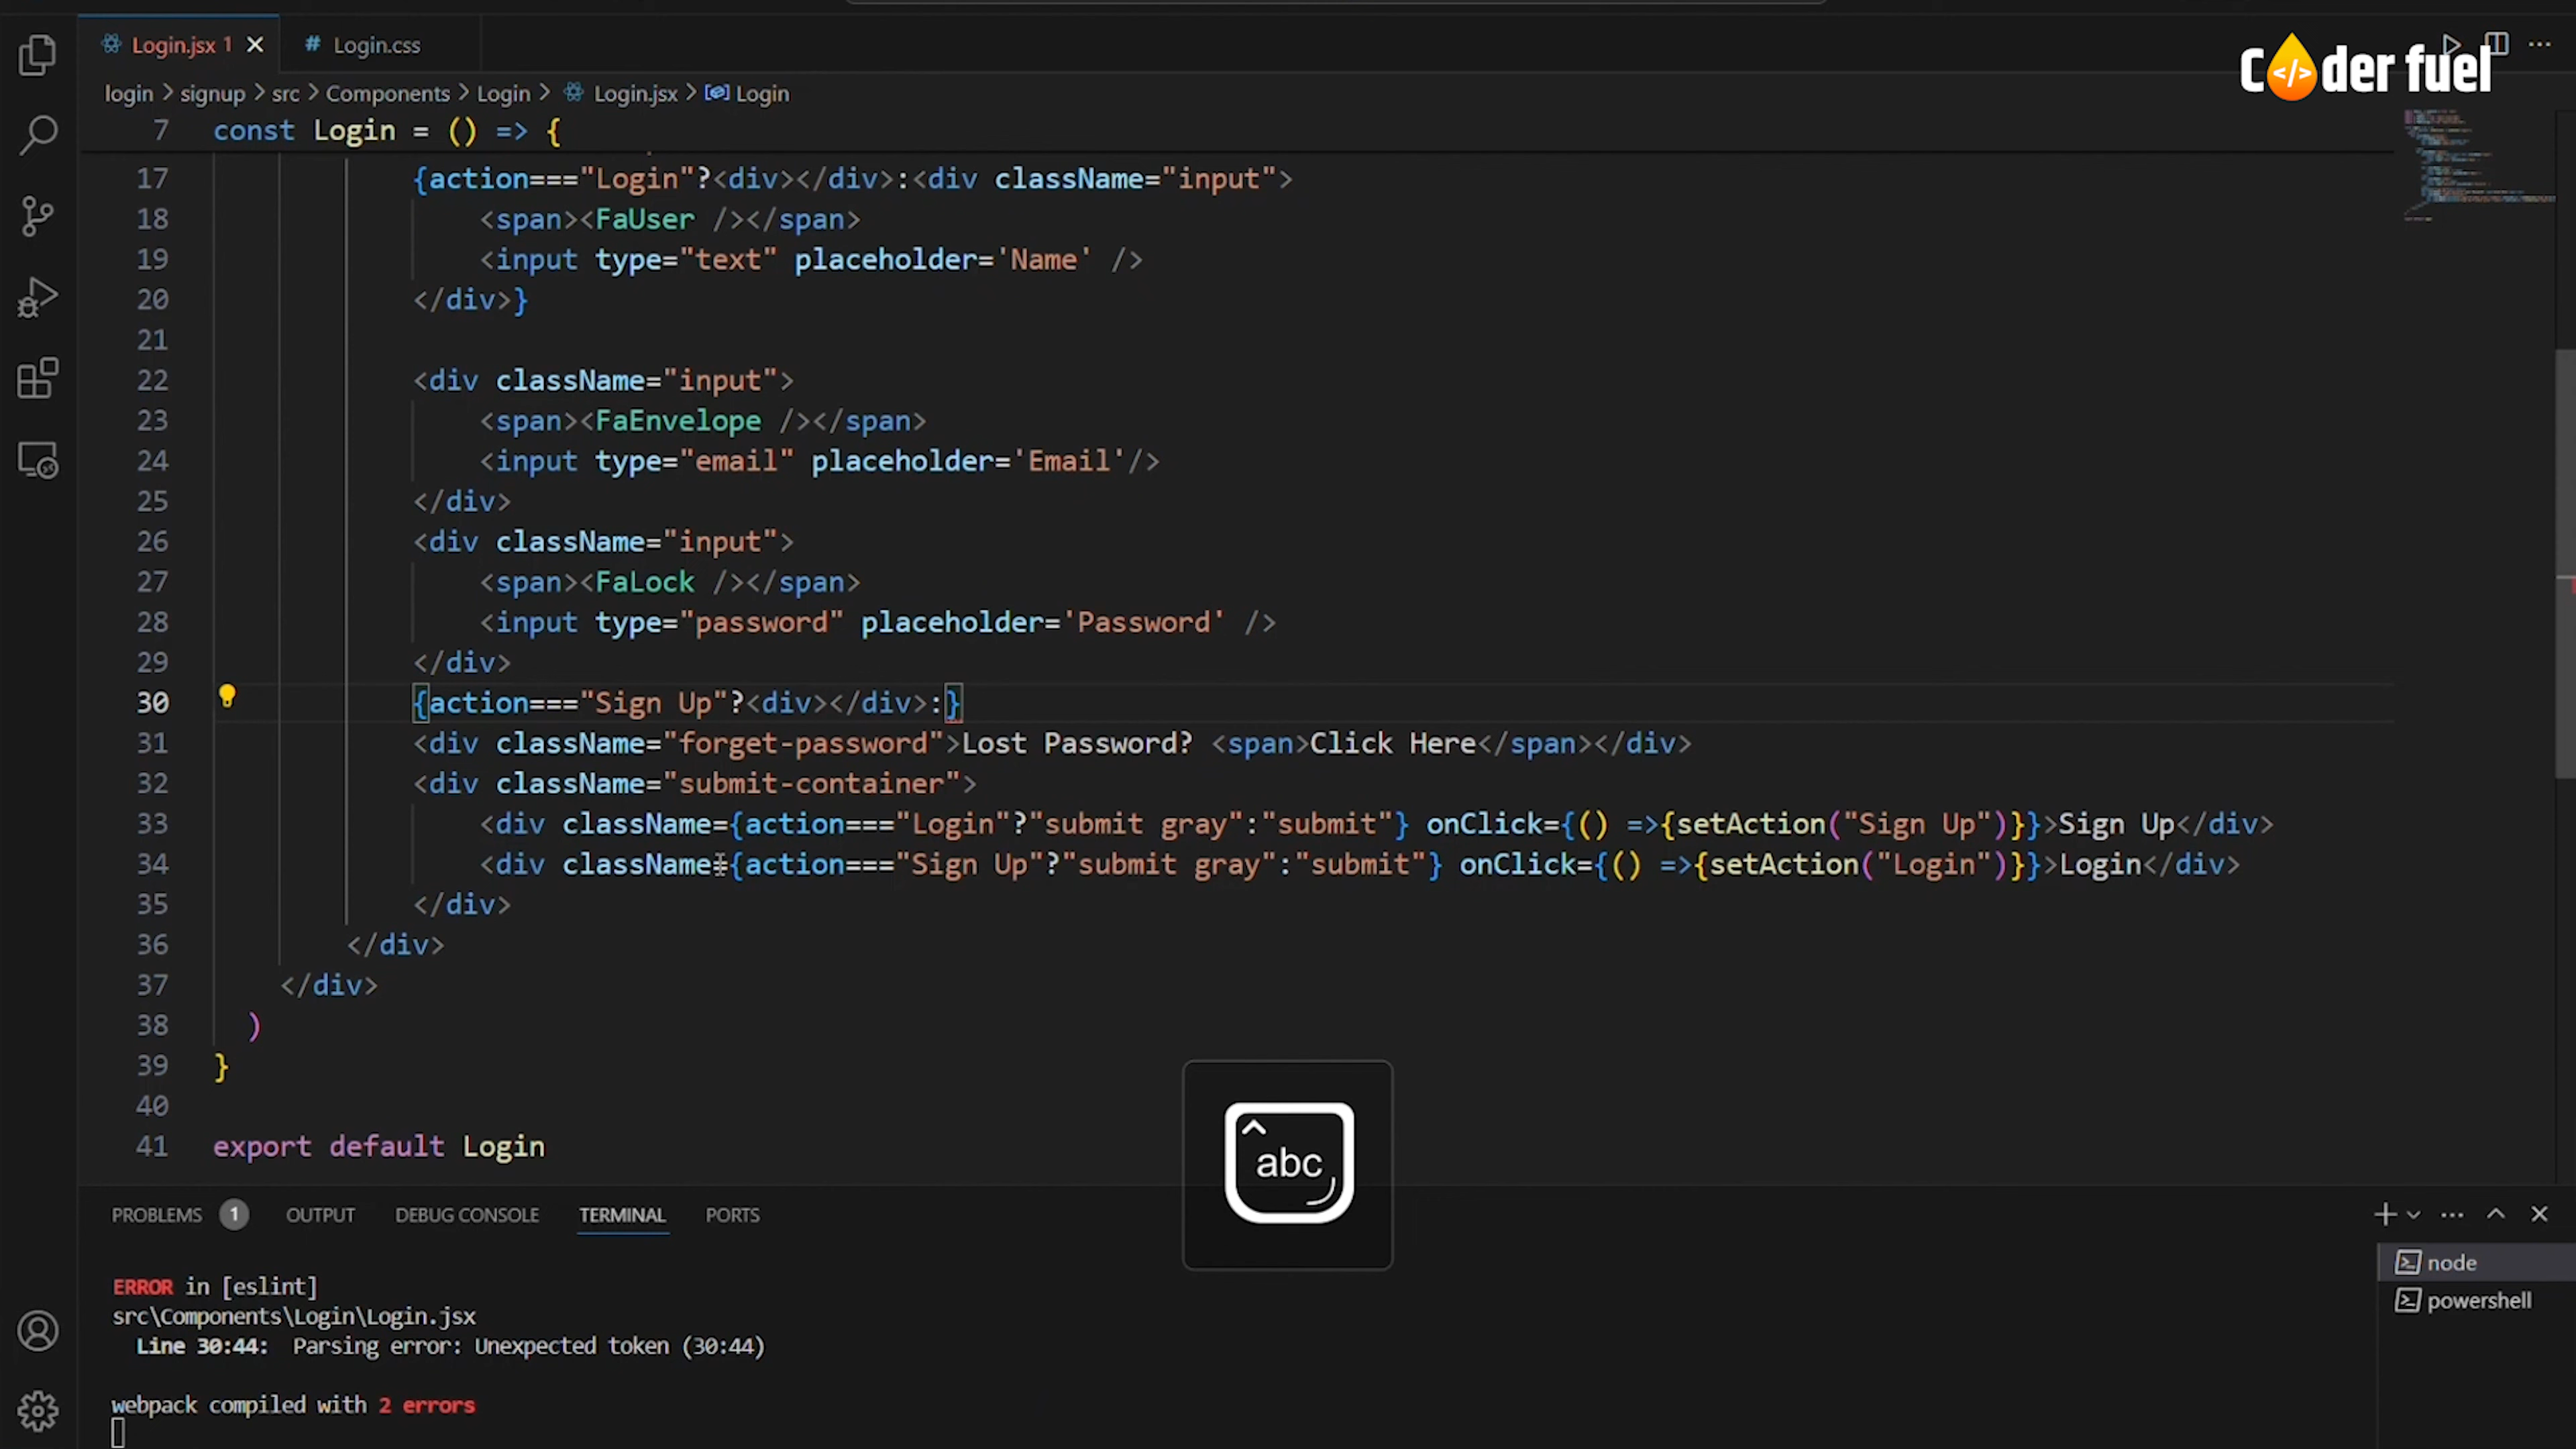 Login.jsx 1
Login.css
C</>der fuel
login > signup > src > Components > Login > Login.jsx > Login
7 const Login = () => {
17 {action==="Login"?<div></div>:<div className="input">
18 <span><FaUser /></span>
19 <input type="text" placeholder='Name' />
20 </div>}
21
22 <div className="input">
23 <span><FaEnvelope /></span>
24 <input type="email" placeholder='Email'/>
25 </div>
26 <div className="input">
27 <span><FaLock /></span>
28 <input type="password" placeholder='Password' />
29 </div>
30 {action==="Sign Up"?<div></div>:}
31 <div className="forget-password">Lost Password? <span>Click Here</span></div>
32 <div className="submit-container">
33 <div className={action==="Login"?"submit gray":"submit"} onClick={() =>{setAction("Sign Up")}}>Sign Up</div>
34 <div className={action==="Sign Up"?"submit gray":"submit"} onClick={() =>{setAction("Login")}}>Login</div>
35 </div>
36 </div>
37 </div>
38 )
39 }
40
41 export default Login
abc
PROBLEMS 1 OUTPUT DEBUG CONSOLE TERMINAL PORTS
ERROR in [eslint]
src\Components\Login\Login.jsx
Line 30:44: Parsing error: Unexpected token (30:44)
webpack compiled with 2 errors
node
powershell